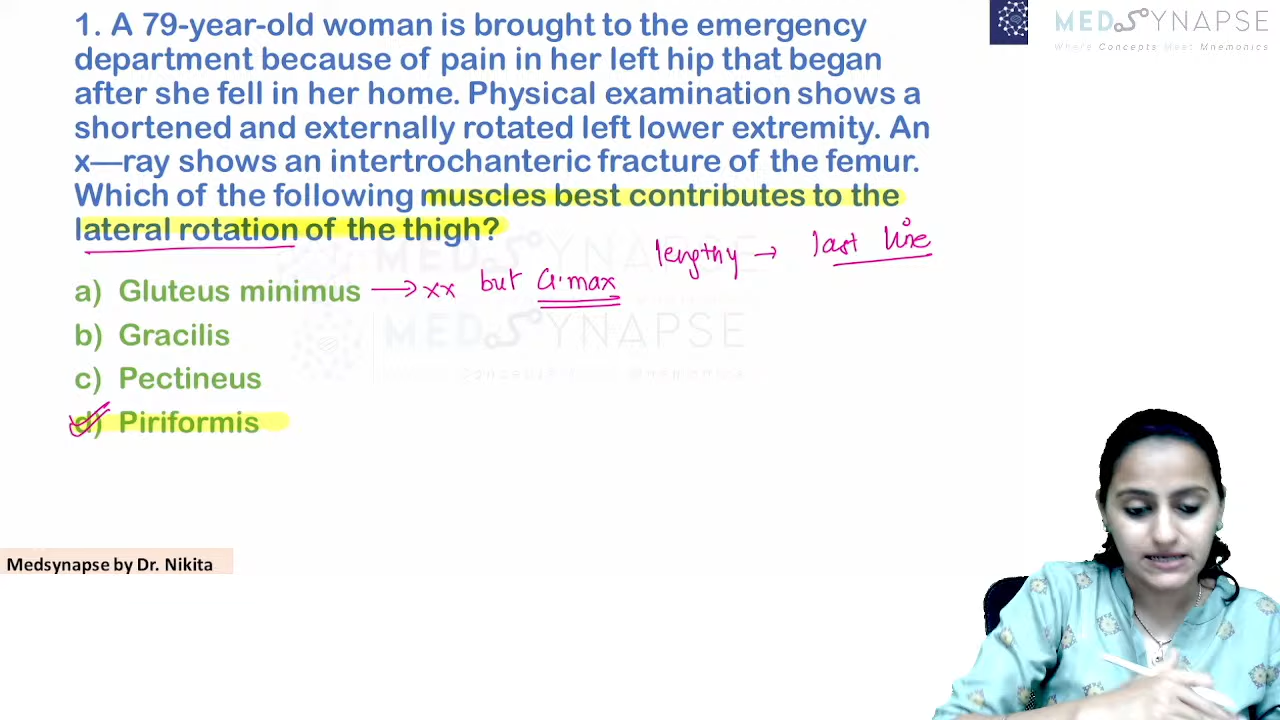 1. A 79-year-old woman is brought to the emergency
department because of pain in her left hip that began
after she fell in her home. Physical examination shows a
shortened and externally rotated left lower extremity. An
x—ray shows an intertrochanteric fracture of the femur.
Which of the following muscles best contributes to the
lateral rotation of the thigh?
lengthy → last line
a) Gluteus minimus → xx but G.max
b) Gracilis
c) Pectineus
d) Piriformis
MEDSYNAPSE
Where Concepts Meet Mnemonics
MEDSYNAPSE
Medsynapse by Dr. Nikita